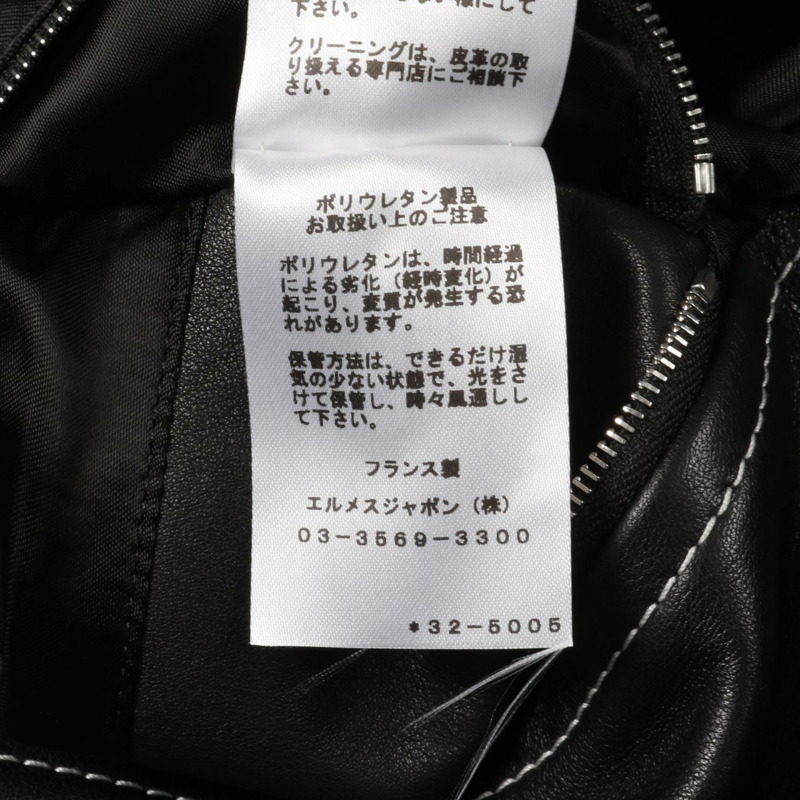 下さい。
クリーニングは、皮革の取
り扱える専門店にご相談下
さい。
ポリウレタン製品
お取扱い上のご注意
ポリウレタンは、時間経過
による劣化（経時変化）が
起こり、変質が発生する恐
れがあります。
保管方法は、できるだけ湿
気の少ない状態で、光をさ
けて保管し、時々風通しし
て下さい。
フランス製
エルメスジャポン（株）
03-3569-3300
*32-5005